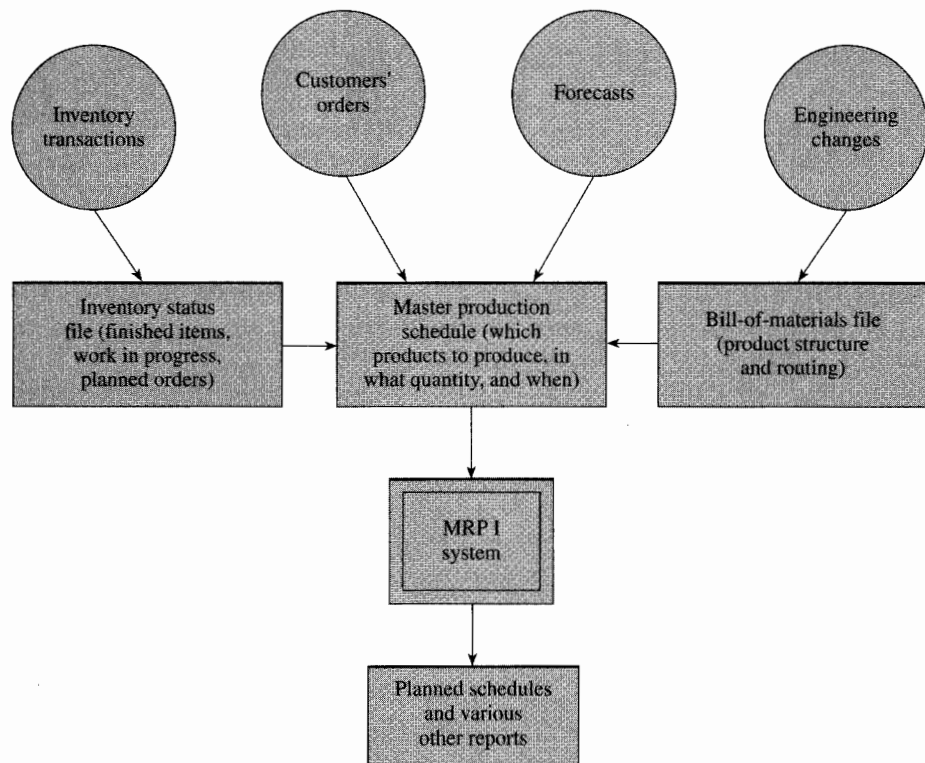 Inventory
transactions
Customers'
orders
Forecasts
Engineering
changes
Inventory status
file (finished items,
work in progress,
planned orders)
Master production
schedule (which
products to produce, in
what quantity, and when)
Bill-of-materials file
(product structure
and routing)
MRP I
system
Planned schedules
and various
other reports